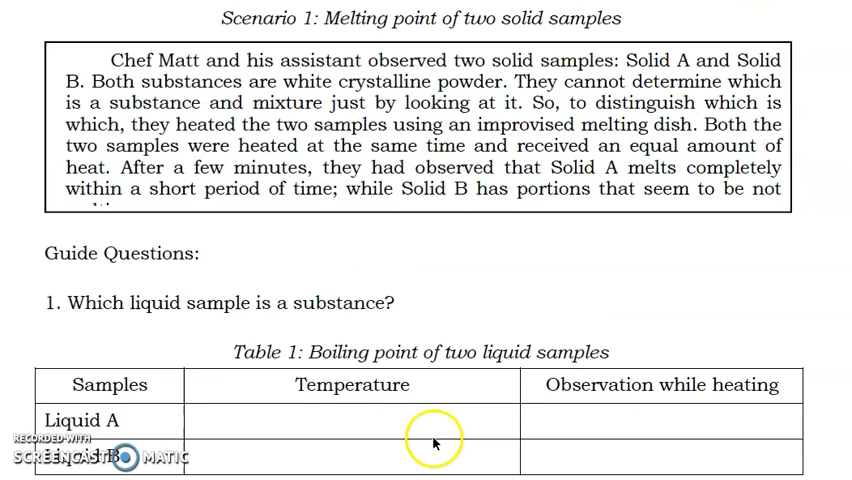 Scenario 1: Melting point of two solid samples
Chef Matt and his assistant observed two solid samples: Solid A and Solid
B. Both substances are white crystalline powder. They cannot determine which
is a substance and mixture just by looking at it. So, to distinguish which is
which, they heated the two samples using an improvised melting dish. Both the
two samples were heated at the same time and received an equal amount of
heat. After a few minutes, they had observed that Solid A melts completely
within a short period of time; while Solid B has portions that seem to be not
Guide Questions:
1. Which liquid sample is a substance?
Table 1: Boiling point of two liquid samples
Samples Temperature Observation while heating
Liquid A
RECORDED WITH
Liquid B
SCREENCAST MATIC